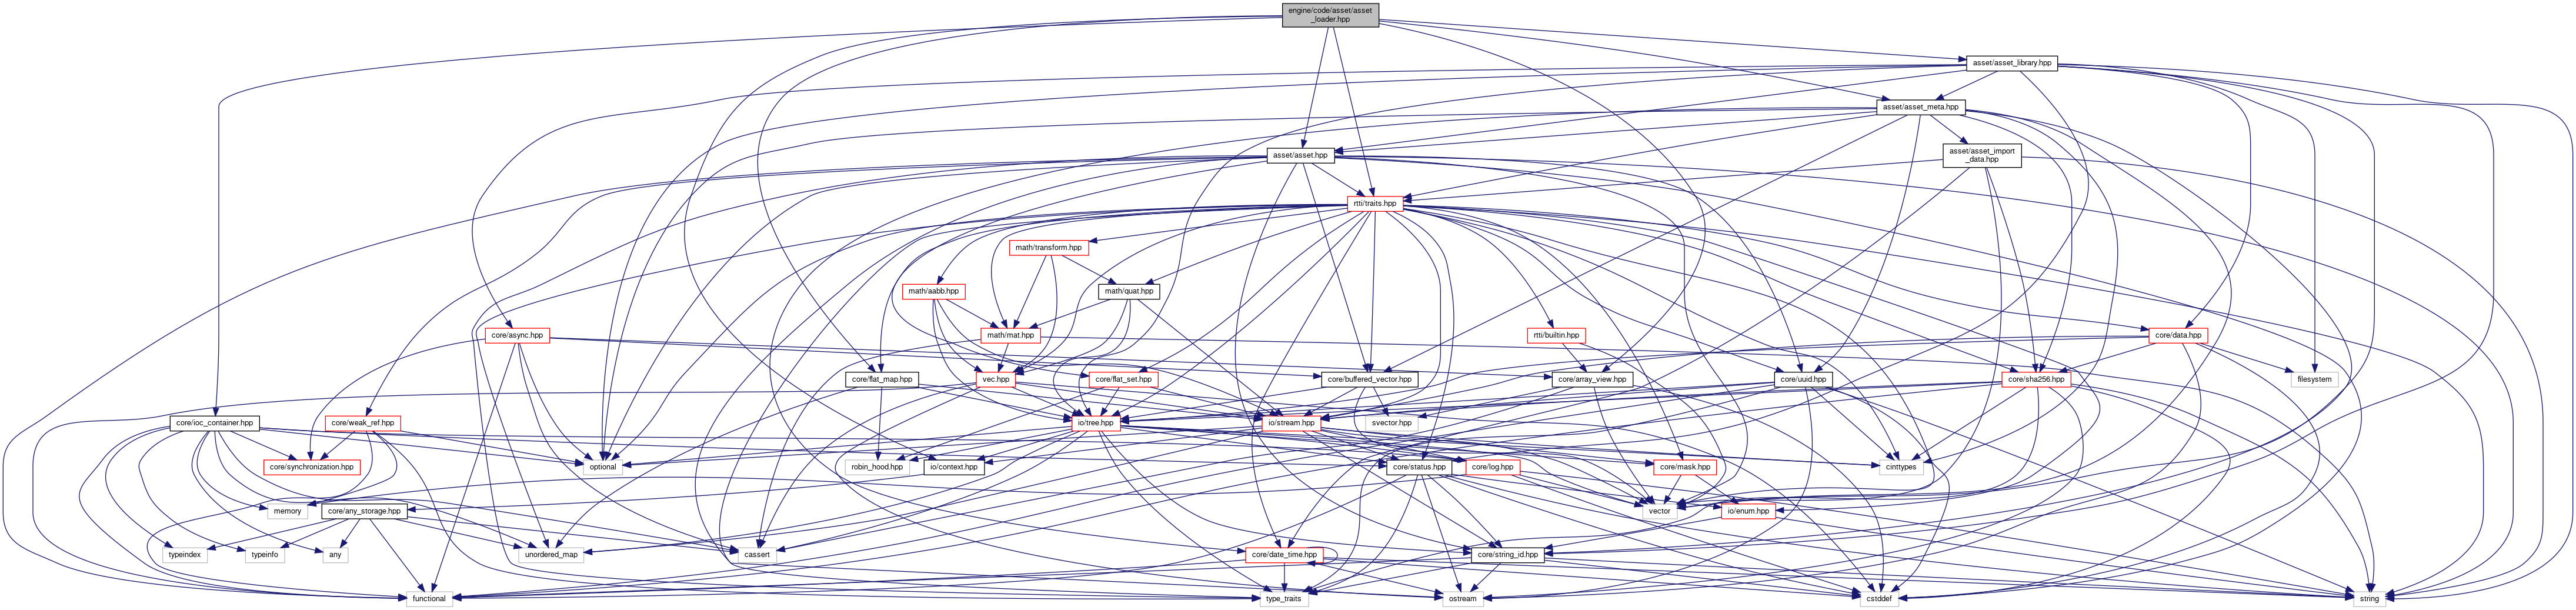 engine/code/asset/asset
_loader.hpp
asset/asset_library.hpp
asset/asset_meta.hpp
asset/asset.hpp
asset/asset_import
_data.hpp
rtti/traits.hpp
math/transform.hpp
math/aabb.hpp
math/quat.hpp
core/async.hpp
math/mat.hpp
rtti/builtin.hpp
core/data.hpp
core/flat_map.hpp
vec.hpp
core/flat_set.hpp
core/buffered_vector.hpp
core/array_view.hpp
core/uuid.hpp
core/sha256.hpp
filesystem
core/ioc_container.hpp
core/weak_ref.hpp
io/tree.hpp
io/stream.hpp
svector.hpp
core/synchronization.hpp
optional
robin_hood.hpp
io/context.hpp
core/status.hpp
core/log.hpp
core/mask.hpp
cinttypes
memory
core/any_storage.hpp
vector
io/enum.hpp
typeindex
typeinfo
any
unordered_map
cassert
core/date_time.hpp
core/string_id.hpp
functional
type_traits
ostream
cstddef
string